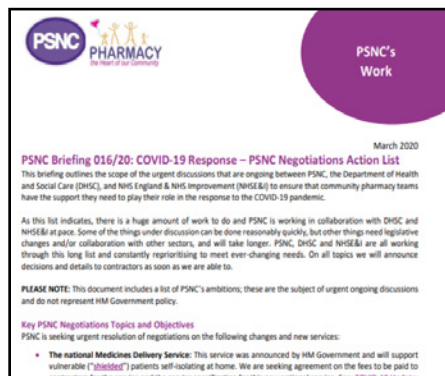 PSNC
PHARMACY
the Heart of our Community
PSNC's
Work
March 2020
PSNC Briefing 016/20: COVID-19 Response – PSNC Negotiations Action List
This briefing outlines the scope of the urgent discussions that are ongoing between PSNC, the Department of Health
and Social Care (DHSC), and NHS England & NHS Improvement (NHSE&I) to ensure that community pharmacy teams
have the support they need to play their role in the response to the COVID-19 pandemic.
As this list indicates, there is a huge amount of work to do and PSNC is working in collaboration with DHSC and
NHSE&I at pace. Some of the things under discussion can be done reasonably quickly, but other things need legislative
changes and/or collaboration with other sectors, and will take longer. PSNC, DHSC and NHSE&I are all working
through this long list and constantly reprioritising to meet ever-changing needs. On all topics we will announce
decisions and details to contractors as soon as we are able to.
PLEASE NOTE: This document includes a list of PSNC's ambitions; these are the subject of urgent ongoing discussions
and do not represent HM Government policy.
Key PSNC Negotiations Topics and Objectives
PSNC is seeking urgent resolution of negotiations on the following changes and new services:
• The national Medicines Delivery Service: This service was announced by HM Government and will support
vulnerable ("shielded") patients self-isolating at home. We are seeking agreement on the fees to be paid to